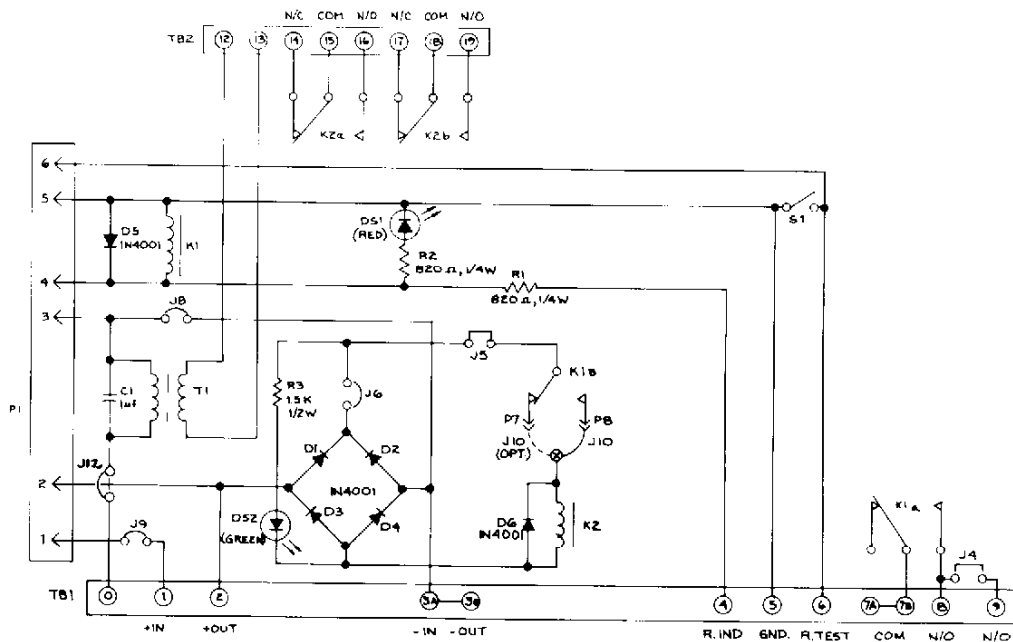 N/C COM N/O N/C COM N/O
TB2 12 13 14 15 16 17 18 19
K2a K2b
6
5
S1
DS1
(RED)
D5
1N4001
K1
R2
820Ω, 1/4W
R1
820Ω, 1/4W
4
J8
3
J5
K1B
R3
1.5K
1/2W
J6
C1
1uf
T1
P7 P8
J10
(OPT.)
J10
P1
D1 D2
J12
2
1N4001
D3 D4
DS2
(GREEN)
D6
1N4001
K2
K1a
J9
1
J4
TB1 0 1 2 3A 3B 4 5 6 7A 7B 8 9
+IN +OUT -IN -OUT R.IND GND. R.TEST COM N/O N/O